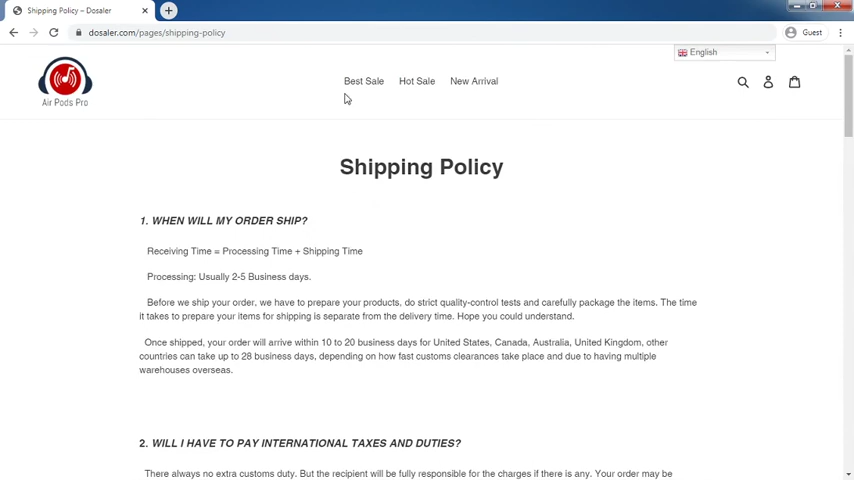 Shipping Policy – Dosaler
dosaler.com/pages/shipping-policy
Guest
English
Best Sale
Hot Sale
New Arrival
Air Pods Pro
Shipping Policy
1. WHEN WILL MY ORDER SHIP?
Receiving Time = Processing Time + Shipping Time
Processing: Usually 2-5 Business days.
Before we ship your order, we have to prepare your products, do strict quality-control tests and carefully package the items. The time
it takes to prepare your items for shipping is separate from the delivery time. Hope you could understand.
Once shipped, your order will arrive within 10 to 20 business days for United States, Canada, Australia, United Kingdom, other
countries can take up to 28 business days, depending on how fast customs clearances take place and due to having multiple
warehouses overseas.
2. WILL I HAVE TO PAY INTERNATIONAL TAXES AND DUTIES?
There always no extra customs duty. But the recipient will be fully responsible for the charges if there is any. Your order may be